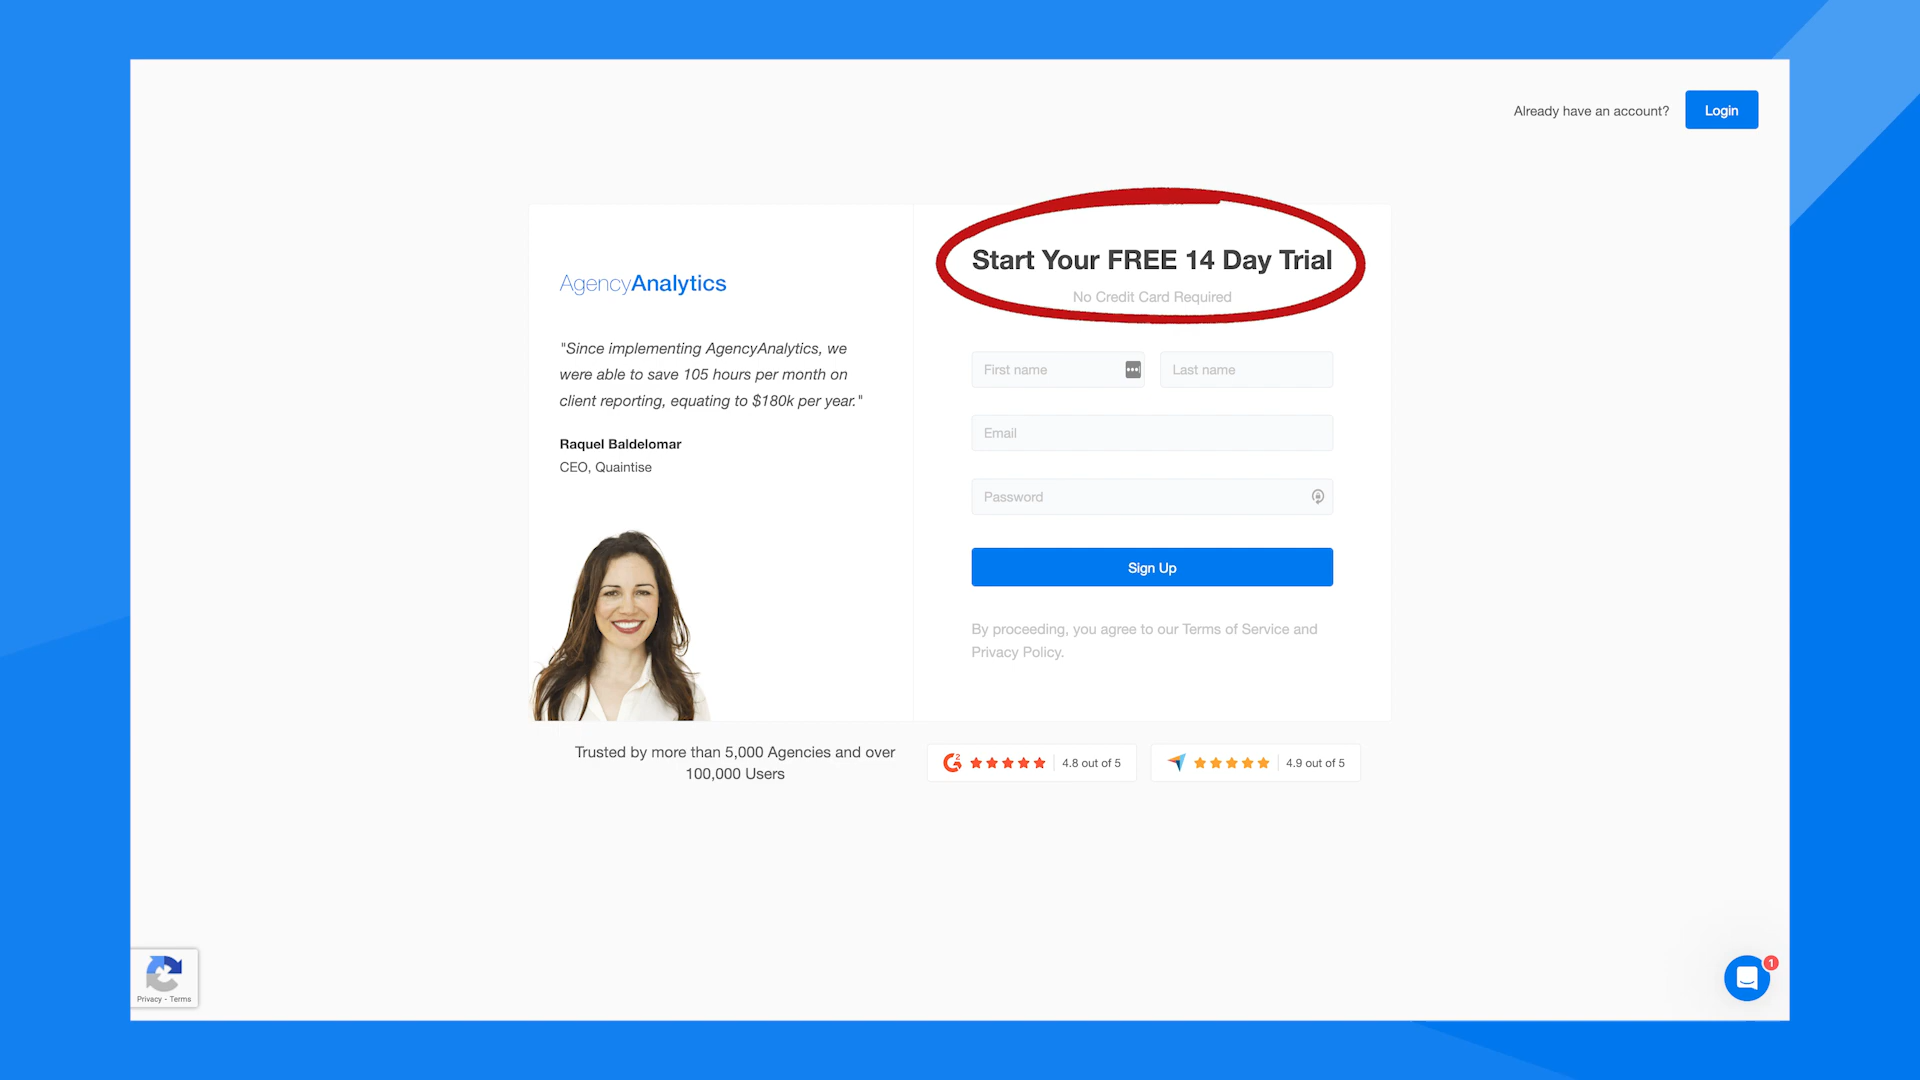 Already have an account?
Login
AgencyAnalytics
"Since implementing AgencyAnalytics, we
were able to save 105 hours per month on
client reporting, equating to $180k per year."
Raquel Baldelomar
CEO, Quaintise
Start Your FREE 14 Day Trial
No Credit Card Required
First name
Last name
Email
Password
Sign Up
By proceeding, you agree to our Terms of Service and
Privacy Policy.
Trusted by more than 5,000 Agencies and over
100,000 Users
G2
4.8 out of 5
4.9 out of 5
Privacy - Terms
1